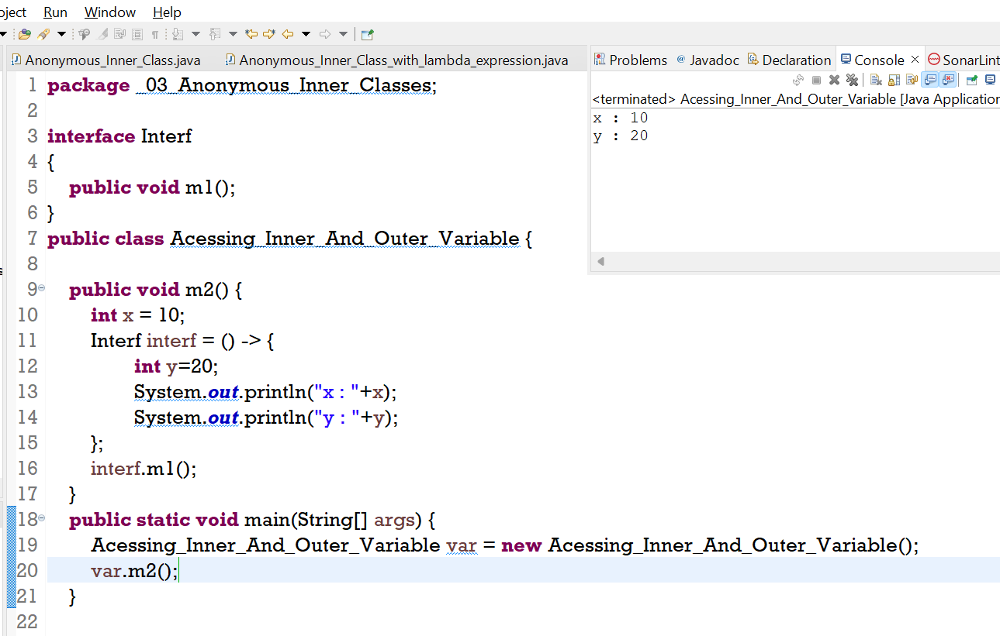 oject Run Window Help
Anonymous_Inner_Class.java Anonymous_Inner_Class_with_lambda_expression.java
Problems Javadoc Declaration Console SonarLint
<terminated> Acessing_Inner_And_Outer_Variable [Java Application
x : 10
y : 20
1 package _03_Anonymous_Inner_Classes;
2
3 interface Interf
4 {
5 public void m1();
6 }
7 public class Acessing_Inner_And_Outer_Variable {
8
9 public void m2() {
10 int x = 10;
11 Interf interf = () -> {
12 int y=20;
13 System.out.println("x : "+x);
14 System.out.println("y : "+y);
15 };
16 interf.m1();
17 }
18 public static void main(String[] args) {
19 Acessing_Inner_And_Outer_Variable var = new Acessing_Inner_And_Outer_Variable();
20 var.m2();
21 }
22